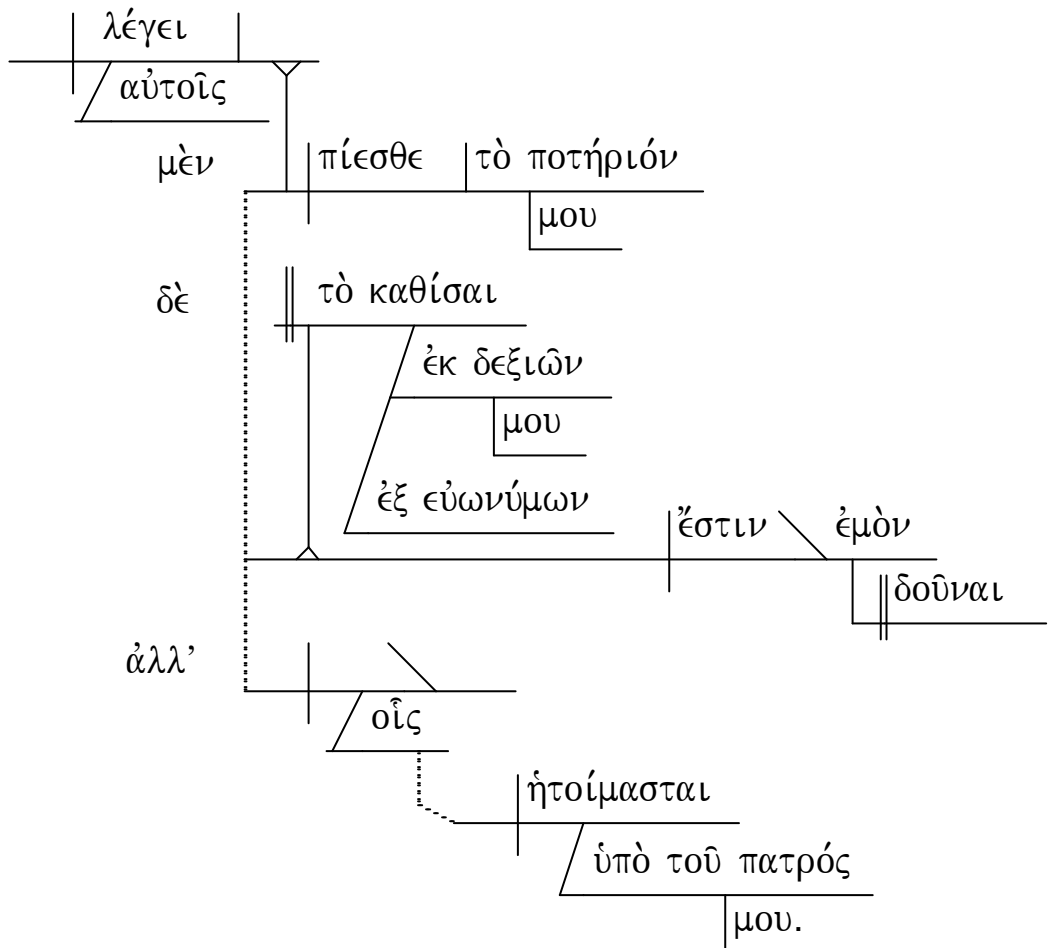 λέγει
αὐτοῖς
μὲν
πίεσθε τὸ ποτήριόν
μου
δὲ
τὸ καθίσαι
ἐκ δεξιῶν
μου
ἐξ εὐωνύμων
ἔστιν ἐμὸν
δοῦναι
ἀλλ’
οἷς
ἡτοίμασται
ὑπὸ τοῦ πατρός
μου.